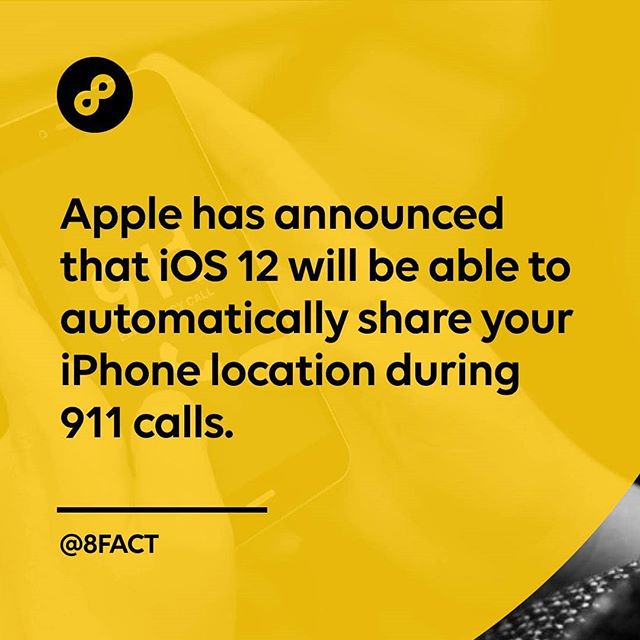 Apple has announced
that iOS 12 will be able to
automatically share your
iPhone location during
911 calls.
@8FACT